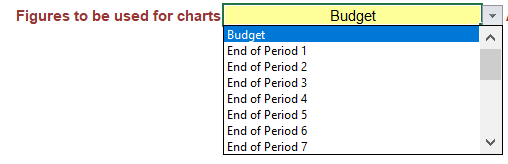 Figures to be used for charts Budget
Budget
End of Period 1
End of Period 2
End of Period 3
End of Period 4
End of Period 5
End of Period 6
End of Period 7